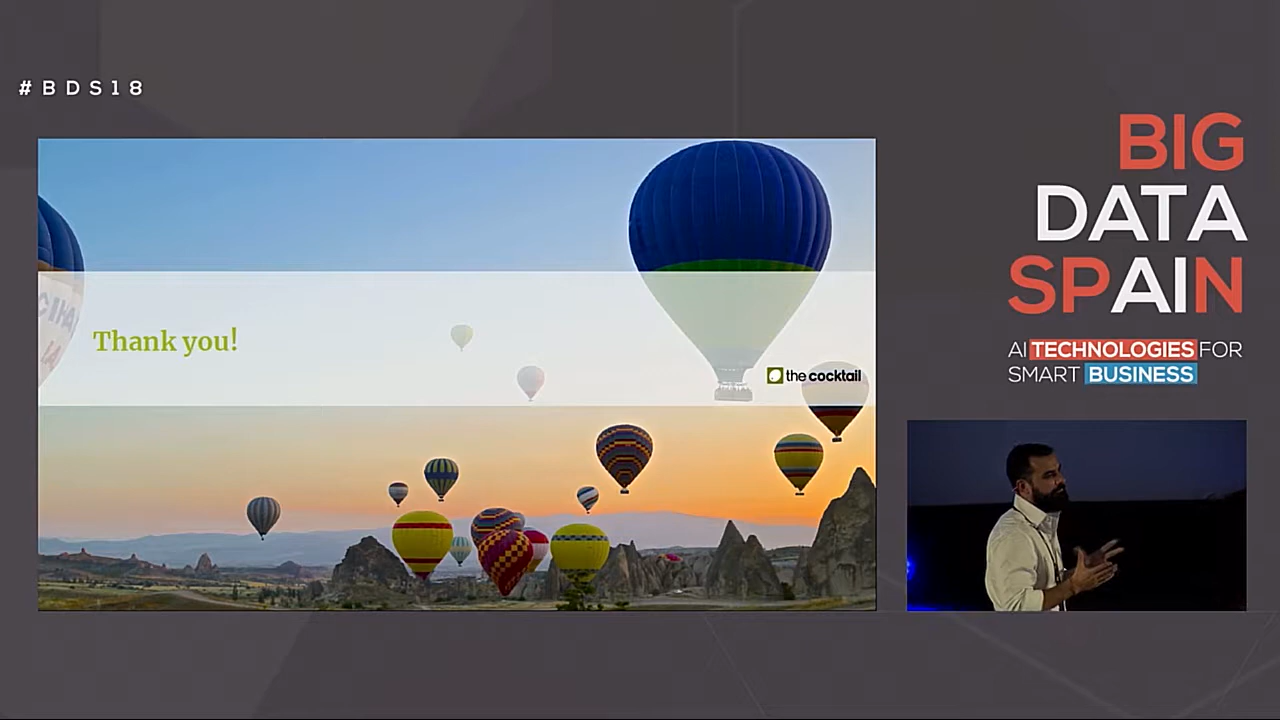 #BDS18
BIG
DATA
SPAIN
AI TECHNOLOGIES FOR
SMART BUSINESS
Thank you!
the cocktail